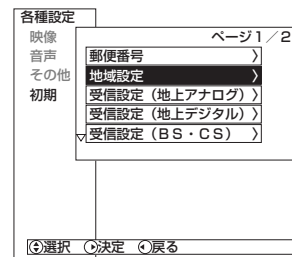 各種設定
映像
音声
その他
初期
ページ1／2
郵便番号 〉
地域設定 〉
受信設定（地上アナログ）〉
受信設定（地上デジタル）〉
受信設定（BS・CS）〉
選択 決定 戻る